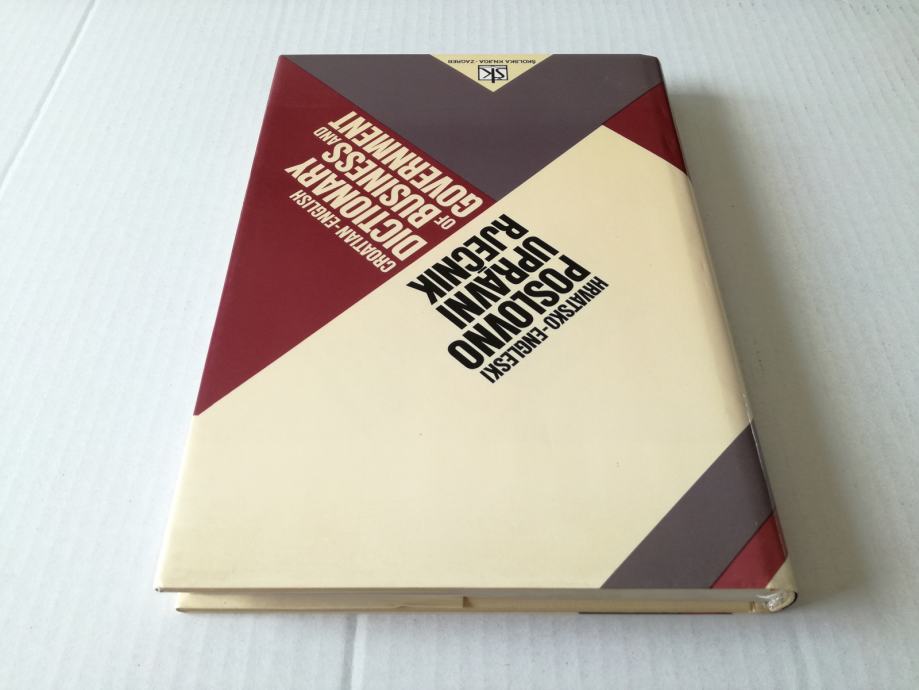 HRVATSKO-ENGLESKI
POSLOVNO
UPRAVNI
RJEČNIK
CROATIAN-ENGLISH
DICTIONARY
OF BUSINESS AND
GOVERNMENT
šk
ŠKOLSKA KNJIGA - ZAGREB